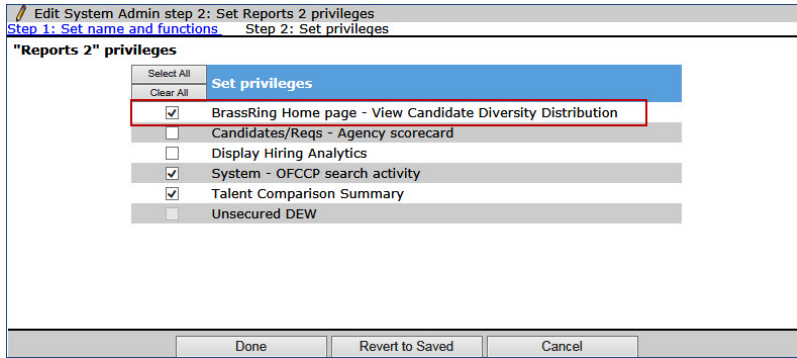 Edit System Admin step 2: Set Reports 2 privileges
Step 1: Set name and functions Step 2: Set privileges
"Reports 2" privileges
Select All
Clear All
Set privileges
BrassRing Home page - View Candidate Diversity Distribution
Candidates/Reqs - Agency scorecard
Display Hiring Analytics
System - OFCCP search activity
Talent Comparison Summary
Unsecured DEW
Done Revert to Saved Cancel